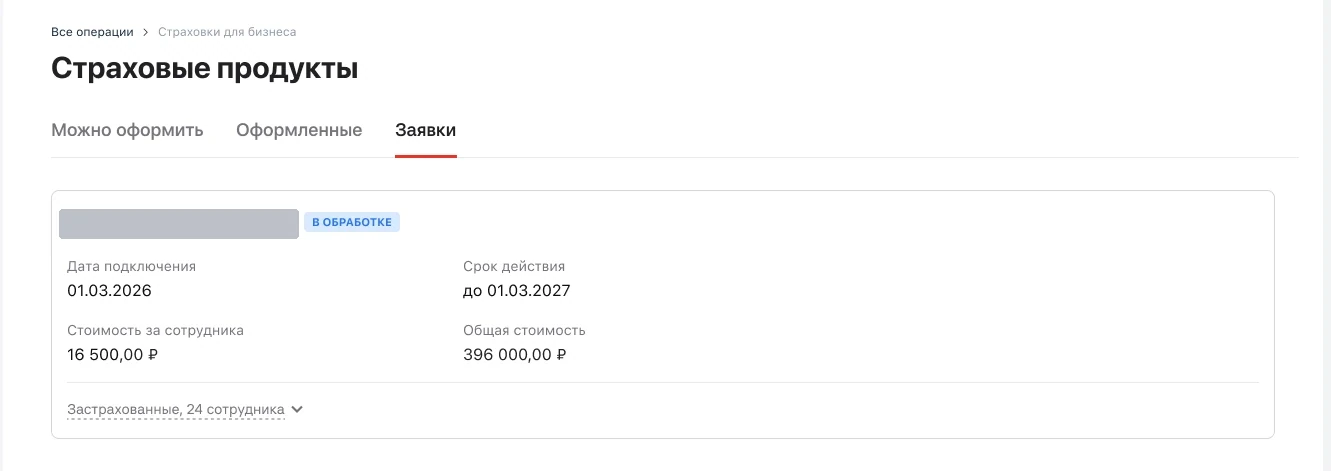 Все операции > Страховки для бизнеса
Страховые продукты
Можно оформить Оформленные Заявки
В ОБРАБОТКЕ
Дата подключения Срок действия
01.03.2026 до 01.03.2027
Стоимость за сотрудника Общая стоимость
16 500,00 ₽ 396 000,00 ₽
Застрахованные, 24 сотрудника